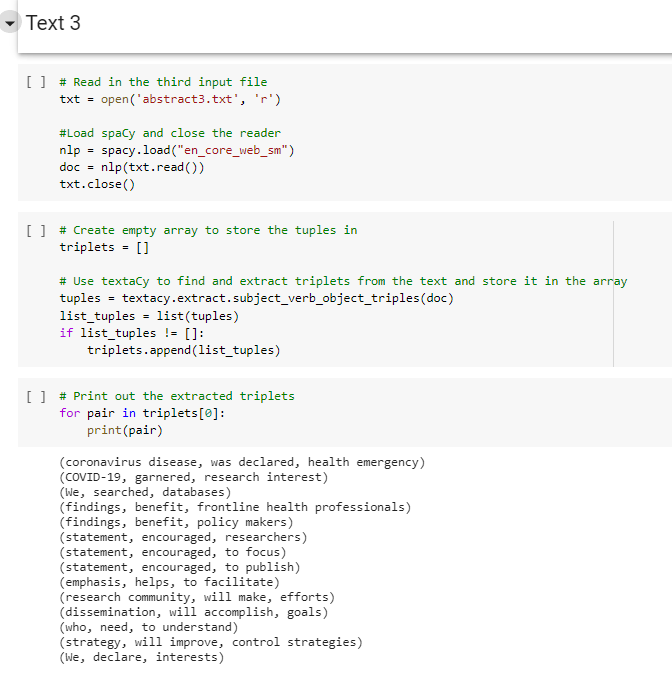 Text 3
[ ] # Read in the third input file
txt = open('abstract3.txt', 'r')
#Load spaCy and close the reader
nlp = spacy.load("en_core_web_sm")
doc = nlp(txt.read())
txt.close()
[ ] # Create empty array to store the tuples in
triplets = []
# Use textaCy to find and extract triplets from the text and store it in the array
tuples = textacy.extract.subject_verb_object_triples(doc)
list_tuples = list(tuples)
if list_tuples != []:
    triplets.append(list_tuples)
[ ] # Print out the extracted triplets
for pair in triplets[0]:
    print(pair)
(coronavirus disease, was declared, health emergency)
(COVID-19, garnered, research interest)
(We, searched, databases)
(findings, benefit, frontline health professionals)
(findings, benefit, policy makers)
(statement, encouraged, researchers)
(statement, encouraged, to focus)
(statement, encouraged, to publish)
(emphasis, helps, to facilitate)
(research community, will make, efforts)
(dissemination, will accomplish, goals)
(who, need, to understand)
(strategy, will improve, control strategies)
(We, declare, interests)